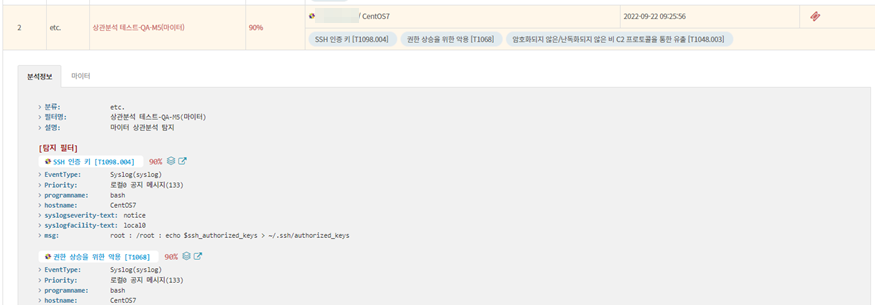 / CentOS7
2022-09-22 09:25:56
2
etc.
상관분석 테스트-QA-M5(마이터)
90%
SSH 인증 키 [T1098.004]
권한 상승을 위한 악용 [T1068]
암호화되지 않은/난독화되지 않은 비 C2 프로토콜을 통한 유출 [T1048.003]
분석정보
마이터
> 분류: etc.
> 필터명: 상관분석 테스트-QA-M5(마이터)
> 설명: 마이터 상관분석 탐지
[탐지 필터]
SSH 인증 키 [T1098.004] 90%
> EventType: Syslog(syslog)
> Priority: 로컬0 공지 메시지(133)
> programname: bash
> hostname: CentOS7
> syslogseverity-text: notice
> syslogfacility-text: local0
> msg: root : /root : echo $ssh_authorized_keys > ~/.ssh/authorized_keys
권한 상승을 위한 악용 [T1068] 90%
> EventType: Syslog(syslog)
> Priority: 로컬0 공지 메시지(133)
> programname: bash
> hostname: CentOS7